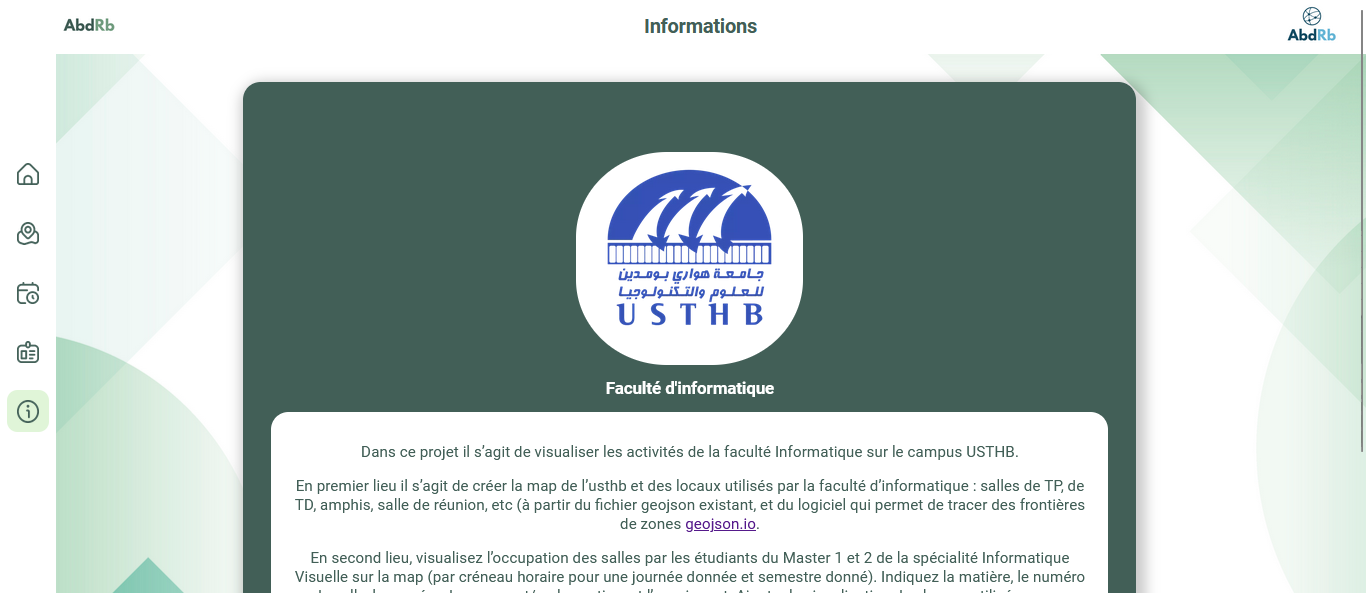 AbdRb
Informations
AbdRb
جامعة هواري بومدين
للعلوم والتكنولوجيا
USTHB
Faculté d'informatique
Dans ce projet il s’agit de visualiser les activités de la faculté Informatique sur le campus USTHB.
En premier lieu il s’agit de créer la map de l’usthb et des locaux utilisés par la faculté d’informatique : salles de TP, de
TD, amphis, salle de réunion, etc (à partir du fichier geojson existant, et du logiciel qui permet de tracer des frontières
de zones geojson.io.
En second lieu, visualisez l’occupation des salles par les étudiants du Master 1 et 2 de la spécialité Informatique
Visuelle sur la map (par créneau horaire pour une journée donnée et semestre donné). Indiquez la matière, le numéro